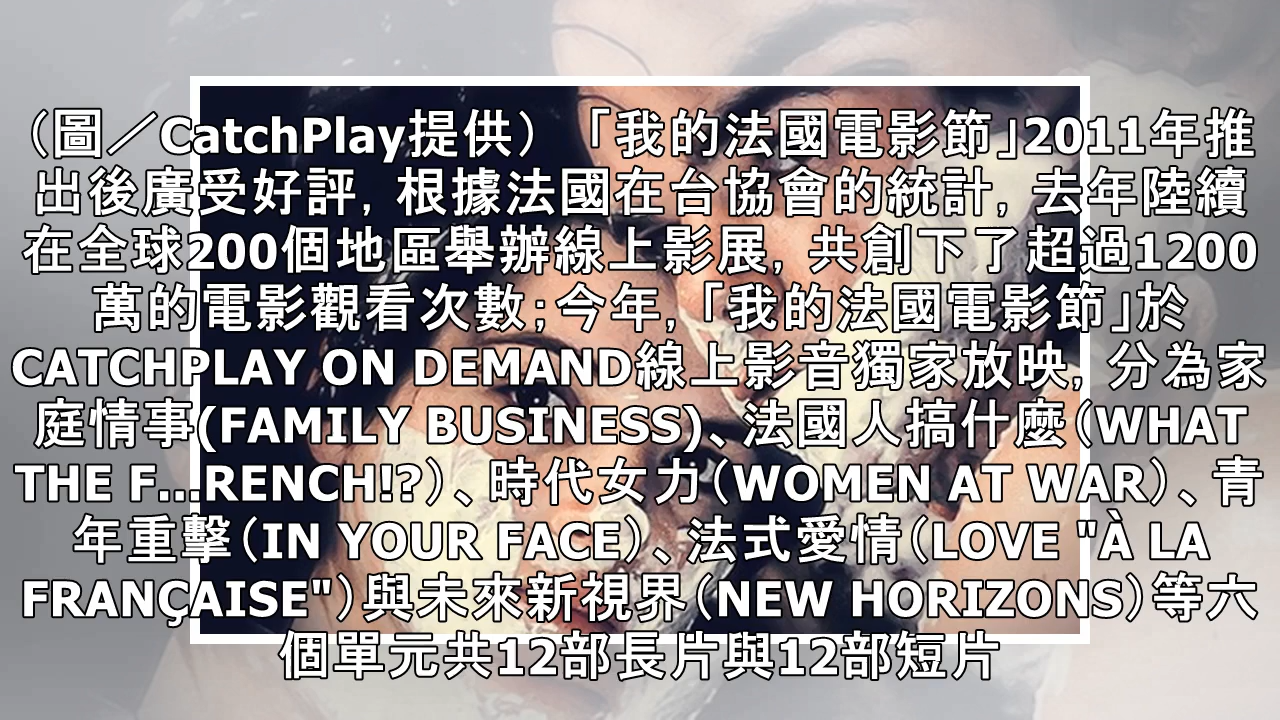 （圖／CatchPlay提供）「我的法國電影節」2011年推
出後廣受好評，根據法國在台協會的統計，去年陸續
在全球200個地區舉辦線上影展，共創下了超過1200
萬的電影觀看次數；今年，「我的法國電影節」於
CATCHPLAY ON DEMAND線上影音獨家放映，分為家
庭情事(FAMILY BUSINESS)、法國人搞什麼（WHAT
THE F...RENCH!?）、時代女力（WOMEN AT WAR）、青
年重擊（IN YOUR FACE）、法式愛情（LOVE "À LA
FRANÇAISE"）與未來新視界（NEW HORIZONS）等六
個單元共12部長片與12部短片